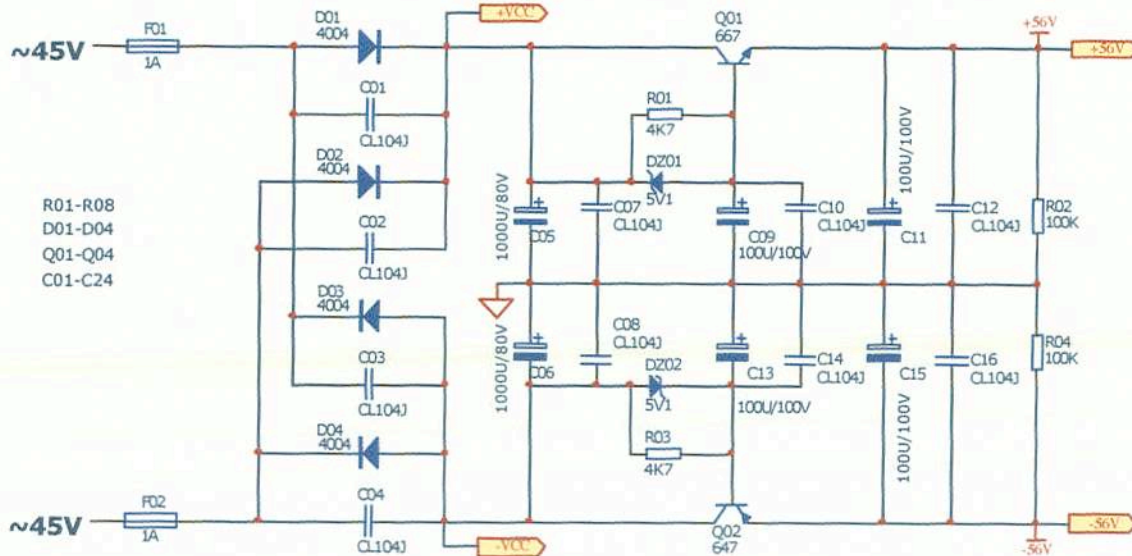 D01
4004
+VCC
Q01
667
+56V
F01
~45V
1A
+56V
C01
CL104J
R01
4K7
D02
4004
DZ01
5V1
100U/100V
1000U/80V
R01-R08
D01-D04
Q01-Q04
C01-C24
C02
CL104J
C05
C07
CL104J
C09
100U/100V
C10
CL104J
C11
C12
CL104J
R02
100K
D03
4004
C03
CL104J
1000U/80V
C06
C08
CL104J
DZ02
5V1
C13
100U/100V
C14
CL104J
C15
100U/100V
C16
CL104J
R04
100K
D04
4004
R03
4K7
F02
~45V
1A
C04
CL104J
-VCC
Q02
647
-56V
-56V